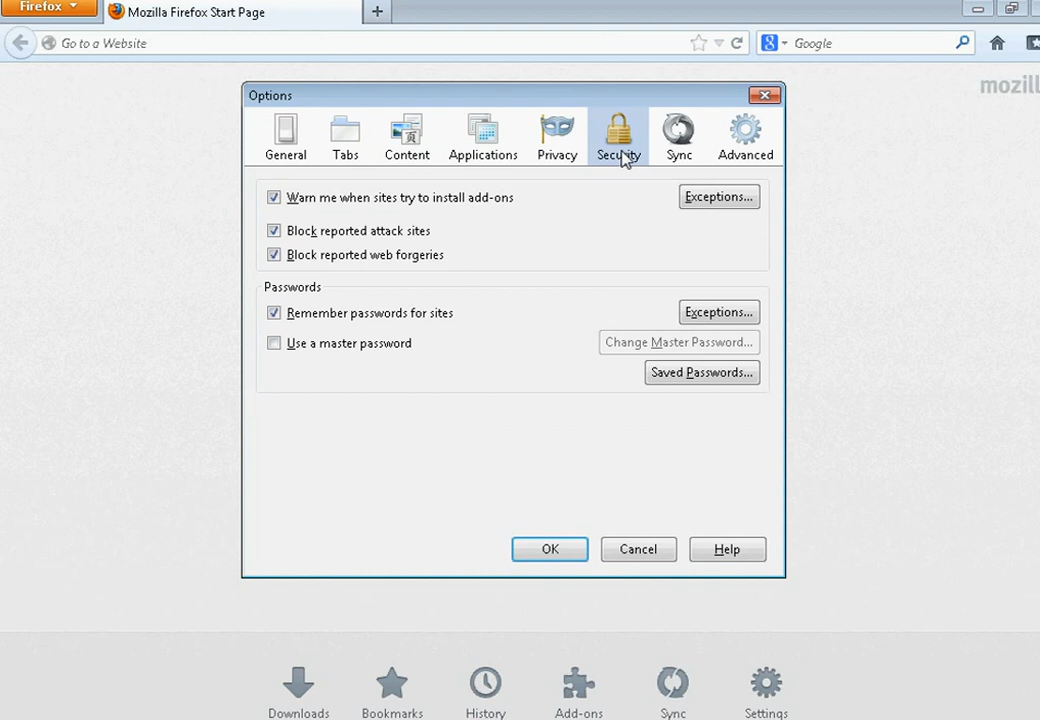 Firefox
Mozilla Firefox Start Page
+
Go to a Website
Google
mozill
Options
General Tabs Content Applications Privacy Security Sync Advanced
Warn me when sites try to install add-ons Exceptions...
Block reported attack sites
Block reported web forgeries
Passwords
Remember passwords for sites Exceptions...
Use a master password Change Master Password...
Saved Passwords...
OK Cancel Help
Downloads Bookmarks History Add-ons Sync Settings